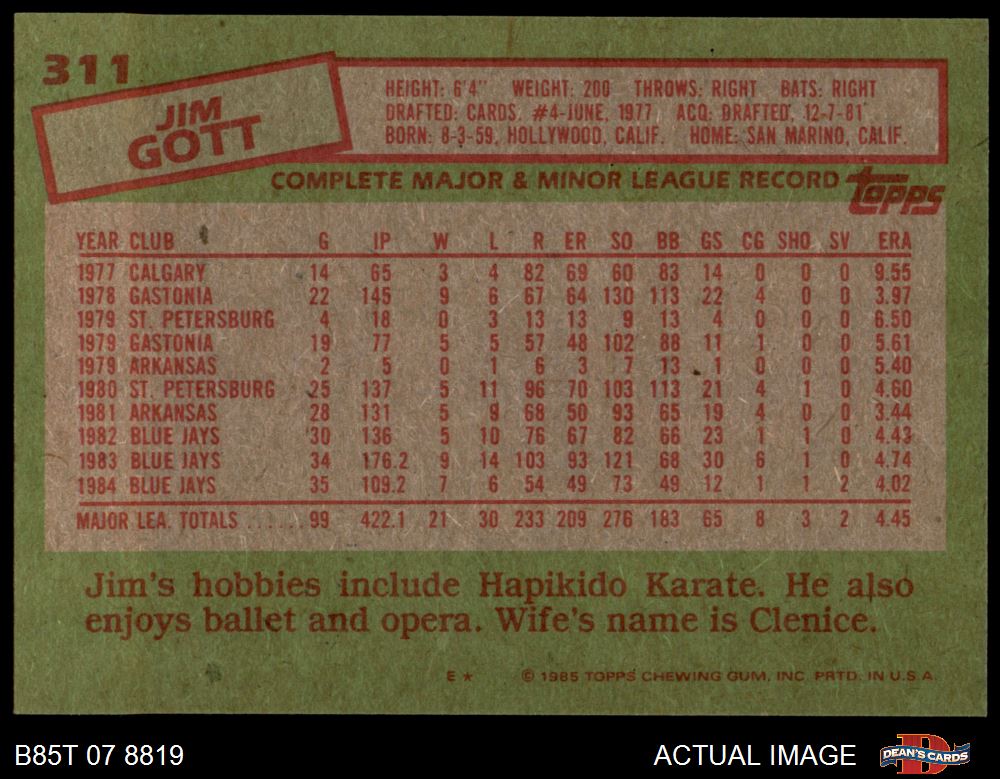 311
JIM
GOTT
HEIGHT: 6'4" WEIGHT: 200 THROWS: RIGHT BATS: RIGHT
DRAFTED: CARDS. #4-JUNE, 1977 ACQ: DRAFTED, 12-7-81
BORN: 8-3-59, HOLLYWOOD, CALIF. HOME: SAN MARINO, CALIF.
COMPLETE MAJOR & MINOR LEAGUE RECORD topps
YEAR CLUB G IP W L R ER SO BB GS CG SHO SV ERA
1977 CALGARY 14 65 3 4 82 69 60 83 14 0 0 0 9.55
1978 GASTONIA 22 145 9 6 67 64 130 113 22 4 0 0 3.97
1979 ST. PETERSBURG 4 18 0 3 13 13 9 13 4 0 0 0 6.50
1979 GASTONIA 19 77 5 5 57 48 102 88 11 1 0 0 5.61
1979 ARKANSAS 2 5 0 1 6 3 7 13 1 0 0 0 5.40
1980 ST. PETERSBURG 25 137 5 11 96 70 103 113 21 4 1 0 4.60
1981 ARKANSAS 28 131 5 9 68 50 93 65 19 4 0 0 3.44
1982 BLUE JAYS 30 136 5 10 76 67 82 66 23 1 1 0 4.43
1983 BLUE JAYS 34 176.2 9 14 103 93 121 68 30 6 1 0 4.74
1984 BLUE JAYS 35 109.2 7 6 54 49 73 49 12 1 1 2 4.02
MAJOR LEA. TOTALS ...... 99 422.1 21 30 233 209 276 183 65 8 3 2 4.45
Jim's hobbies include Hapikido Karate. He also
enjoys ballet and opera. Wife's name is Clenice.
E★ © 1985 TOPPS CHEWING GUM, INC. PRTD. IN U.S.A.
B85T 07 8819 ACTUAL IMAGE DEAN'S CARDS